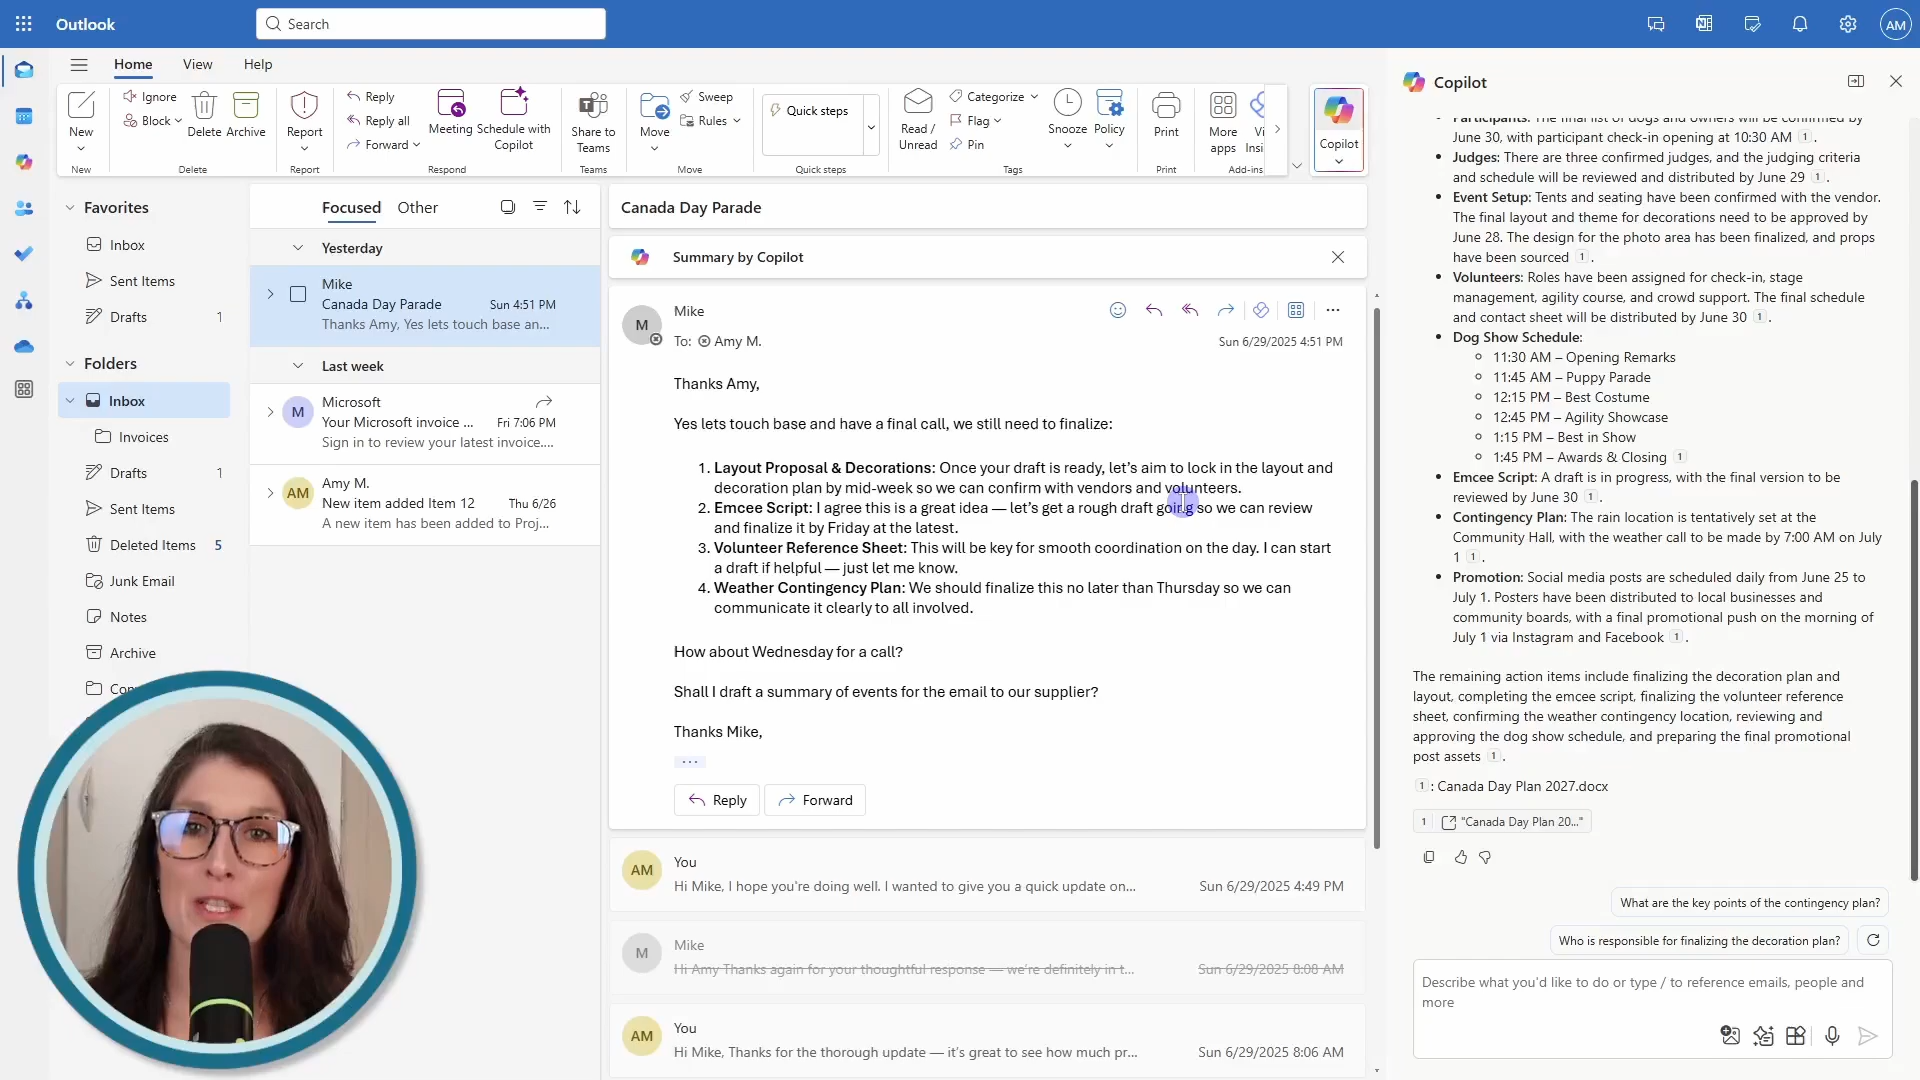 Outlook
Search
AM
Home
View
Help
New
Ignore
Block
Delete
Archive
Report
Reply
Reply all
Forward
Meeting
Schedule with
Copilot
Share to
Teams
Move
Sweep
Rules
Quick steps
Read /
Unread
Categorize
Flag
Pin
Snooze
Policy
Print
More
apps
Copilot
New
Delete
Report
Respond
Teams
Move
Quick steps
Tags
Print
Add-ins
Favorites
Inbox
Sent Items
Drafts 1
Folders
Inbox
Invoices
Drafts 1
Sent Items
Deleted Items 5
Junk Email
Notes
Archive
Focused
Other
Yesterday
Mike
Canada Day Parade Sun 4:51 PM
Thanks Amy, Yes lets touch base an...
Last week
M
Microsoft
Your Microsoft invoice ... Fri 7:06 PM
Sign in to review your latest invoice....
AM
Amy M.
New item added Item 12 Thu 6/26
A new item has been added to Proj...
Canada Day Parade
Summary by Copilot
M
Mike
To: Amy M.
Sun 6/29/2025 4:51 PM
Thanks Amy,
Yes lets touch base and have a final call, we still need to finalize:
1. Layout Proposal & Decorations: Once your draft is ready, let's aim to lock in the layout and
decoration plan by mid-week so we can confirm with vendors and volunteers.
2. Emcee Script: I agree this is a great idea — let's get a rough draft going so we can review
and finalize it by Friday at the latest.
3. Volunteer Reference Sheet: This will be key for smooth coordination on the day. I can start
a draft if helpful — just let me know.
4. Weather Contingency Plan: We should finalize this no later than Thursday so we can
communicate it clearly to all involved.
How about Wednesday for a call?
Shall I draft a summary of events for the email to our supplier?
Thanks Mike,
...
Reply
Forward
AM
You
Hi Mike, I hope you're doing well. I wanted to give you a quick update on... Sun 6/29/2025 4:49 PM
M
Mike
Hi Amy Thanks again for your thoughtful response — we're definitely in t... Sun 6/29/2025 8:08 AM
AM
You
Hi Mike, Thanks for the thorough update — it's great to see how much pr... Sun 6/29/2025 8:06 AM
Copilot
Participants: The final list of dogs and owners will be confirmed by
June 30, with participant check-in opening at 10:30 AM 1 .
Judges: There are three confirmed judges, and the judging criteria
and schedule will be reviewed and distributed by June 29 1 .
Event Setup: Tents and seating have been confirmed with the vendor.
The final layout and theme for decorations need to be approved by
June 28. The design for the photo area has been finalized, and props
have been sourced 1 .
Volunteers: Roles have been assigned for check-in, stage
management, agility course, and crowd support. The final schedule
and contact sheet will be distributed by June 30 1 .
Dog Show Schedule:
11:30 AM – Opening Remarks
11:45 AM – Puppy Parade
12:15 PM – Best Costume
12:45 PM – Agility Showcase
1:15 PM – Best in Show
1:45 PM – Awards & Closing 1
Emcee Script: A draft is in progress, with the final version to be
reviewed by June 30 1 .
Contingency Plan: The rain location is tentatively set at the
Community Hall, with the weather call to be made by 7:00 AM on July
1 1 .
Promotion: Social media posts are scheduled daily from June 25 to
July 1. Posters have been distributed to local businesses and
community boards, with a final promotional push on the morning of
July 1 via Instagram and Facebook 1 .
The remaining action items include finalizing the decoration plan and
layout, completing the emcee script, finalizing the volunteer reference
sheet, confirming the weather contingency location, reviewing and
approving the dog show schedule, and preparing the final promotional
post assets 1 .
1 : Canada Day Plan 2027.docx
1 "Canada Day Plan 20..."
What are the key points of the contingency plan?
Who is responsible for finalizing the decoration plan?
Describe what you'd like to do or type / to reference emails, people and
more